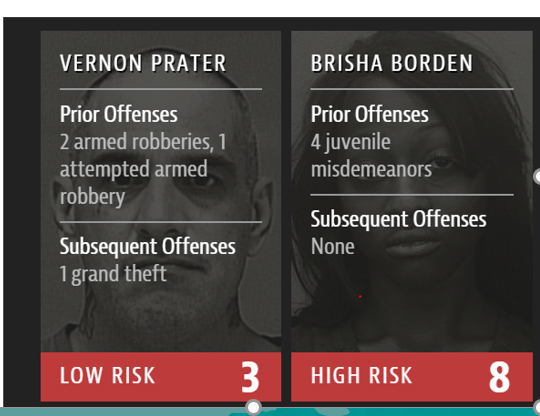 VERNON PRATER
Prior Offenses
2 armed robberies, 1
attempted armed
robbery
Subsequent Offenses
1 grand theft
LOW RISK 3
BRISHA BORDEN
Prior Offenses
4 juvenile
misdemeanors
Subsequent Offenses
None
HIGH RISK 8